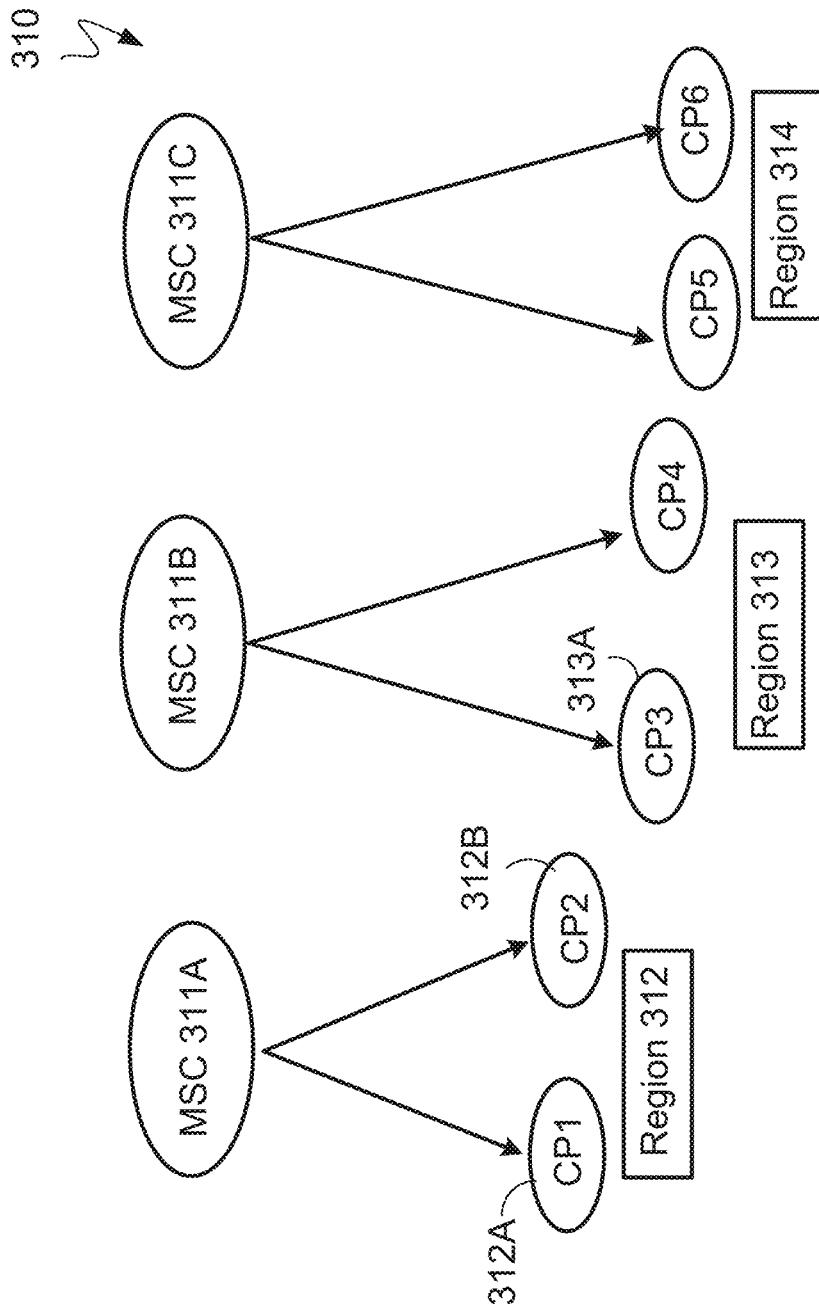 310
MSC 311A
MSC 311B
MSC 311C
312A
CP1
312B
CP2
313A
CP3
CP4
CP5
CP6
Region 312
Region 313
Region 314